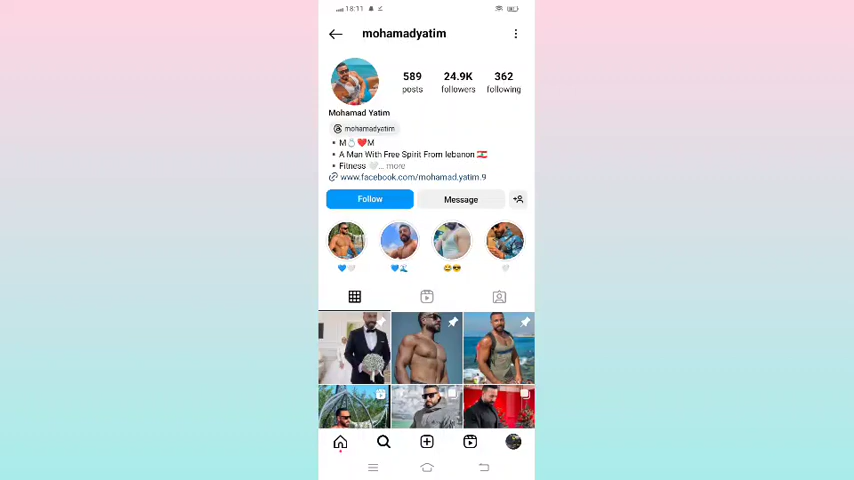 18:11
mohamadyatim
589 24.9K 362
posts followers following
Mohamad Yatim
mohamadyatim
• M💍❤️M
• A Man With Free Spirit From lebanon 🇱🇧
• Fitness 🤍... more
www.facebook.com/mohamad.yatim.9
Follow Message
💙🤍 💙🌊 😂😎 🤍